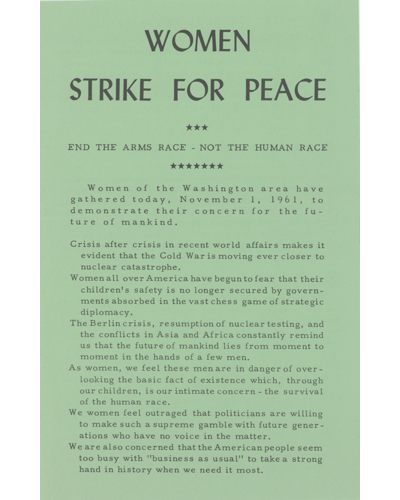 WOMEN
STRIKE FOR PEACE
★★★
END THE ARMS RACE - NOT THE HUMAN RACE
★★★★★★★
Women of the Washington area have
gathered today, November 1, 1961, to
demonstrate their concern for the fu-
ture of mankind.
Crisis after crisis in recent world affairs makes it
evident that the Cold War is moving ever closer to
nuclear catastrophe.
Women all over America have begun to fear that their
children's safety is no longer secured by govern-
ments absorbed in the vast chess game of strategic
diplomacy.
The Berlin crisis, resumption of nuclear testing, and
the conflicts in Asia and Africa constantly remind
us that the future of mankind lies from moment to
moment in the hands of a few men.
As women, we feel these men are in danger of over-
looking the basic fact of existence which, through
our children, is our intimate concern - the survival
of the human race.
We women feel outraged that politicians are willing
to make such a supreme gamble with future gener-
ations who have no voice in the matter.
We are also concerned that the American people seem
too busy with "business as usual" to take a strong
hand in history when we need it most.